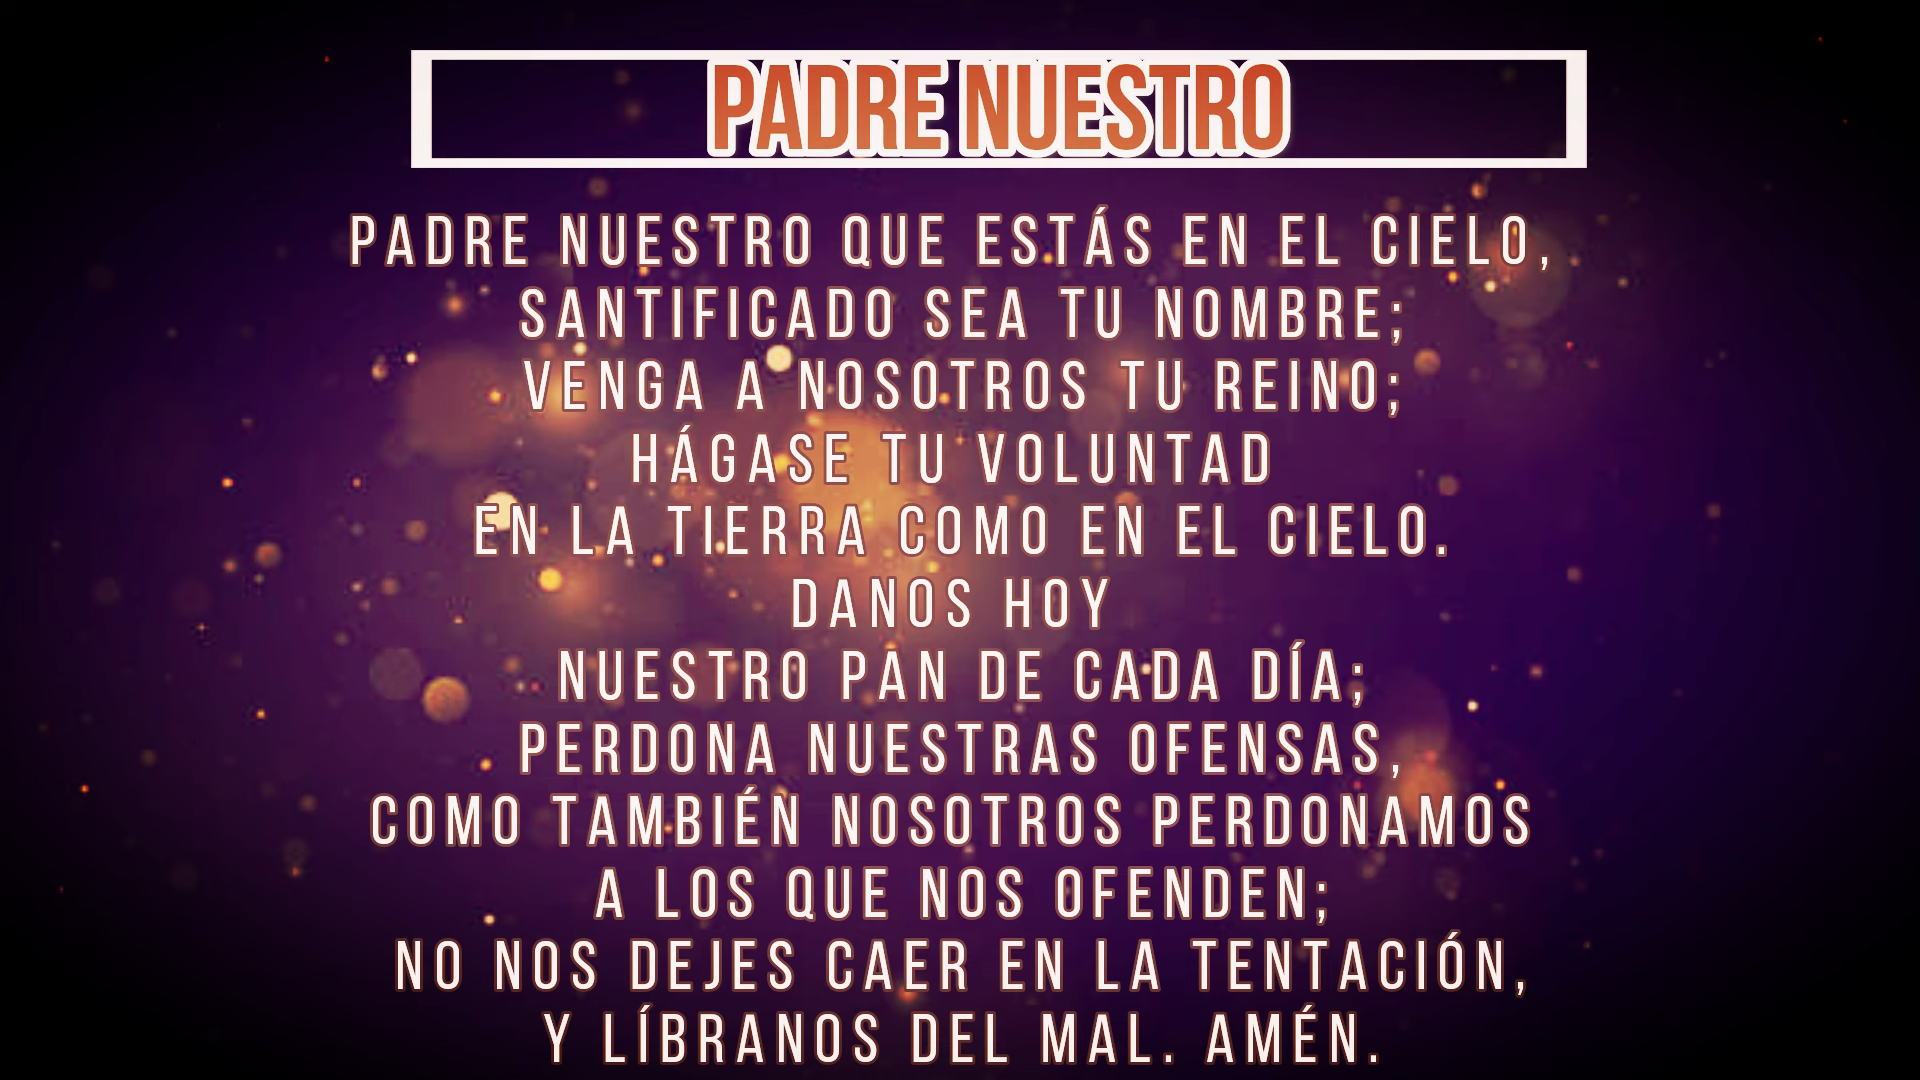 PADRE NUESTRO
PADRE NUESTRO QUE ESTÁS EN EL CIELO,
SANTIFICADO SEA TU NOMBRE;
VENGA A NOSOTROS TU REINO;
HÁGASE TU VOLUNTAD
EN LA TIERRA COMO EN EL CIELO.
DANOS HOY
NUESTRO PAN DE CADA DÍA;
PERDONA NUESTRAS OFENSAS,
COMO TAMBIÉN NOSOTROS PERDONAMOS
A LOS QUE NOS OFENDEN;
NO NOS DEJES CAER EN LA TENTACIÓN,
Y LÍBRANOS DEL MAL. AMÉN.